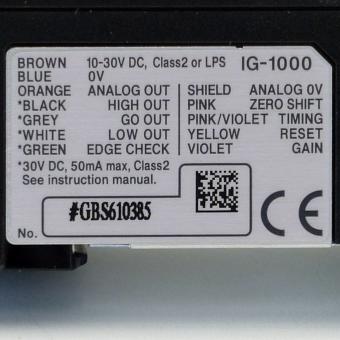 BROWN 10-30V DC, Class2 or LPS IG-1000
BLUE 0V
ORANGE ANALOG OUT SHIELD ANALOG 0V
*BLACK HIGH OUT PINK ZERO SHIFT
*GREY GO OUT PINK/VIOLET TIMING
*WHITE LOW OUT YELLOW RESET
*GREEN EDGE CHECK VIOLET GAIN
*30V DC, 50mA max, Class2
See instruction manual.
#GBS610385
No.
CE